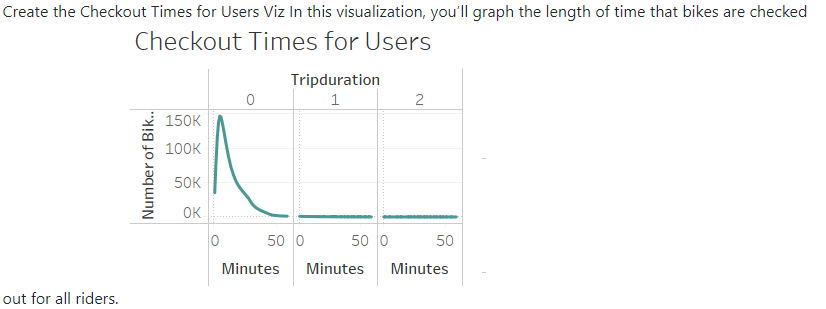 Create the Checkout Times for Users Viz In this visualization, you'll graph the length of time that bikes are checked
Checkout Times for Users
Tripduration
0 1 2
Number of Bik..
150K
100K
50K
0K
0 50 0 50 0 50
Minutes Minutes Minutes
out for all riders.